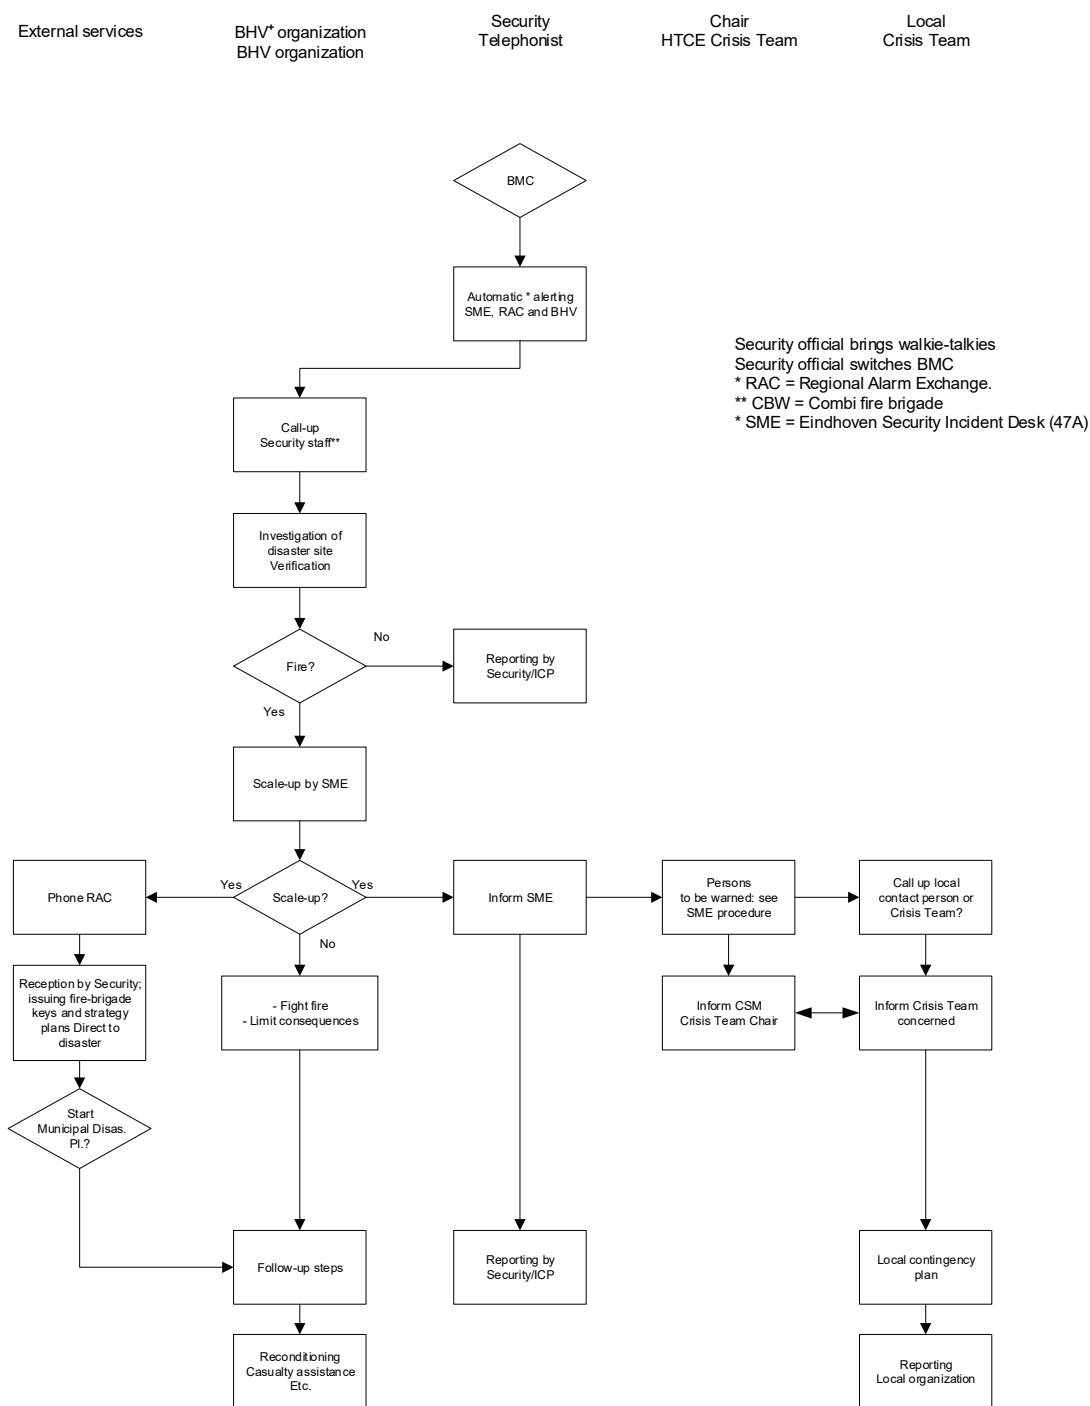 External services
BHV+ organization
BHV organization
Security
Telephonist
Chair
HTCE Crisis Team
Local
Crisis Team
BMC
Automatic * alerting
SME, RAC and BHV
Security official brings walkie-talkies
Security official switches BMC
* RAC = Regional Alarm Exchange.
** CBW = Combi fire brigade
* SME = Eindhoven Security Incident Desk (47A)
Call-up
Security staff**
Investigation of
disaster site
Verification
Fire?
No
Reporting by
Security/ICP
Yes
Scale-up by SME
Phone RAC
Yes
Scale-up?
Yes
Inform SME
Persons
to be warned: see
SME procedure
Call up local
contact person or
Crisis Team?
No
Reception by Security;
issuing fire-brigade
keys and strategy
plans Direct to
disaster
- Fight fire
- Limit consequences
Inform CSM
Crisis Team Chair
Inform Crisis Team
concerned
Start
Municipal Disas.
Pl.?
Follow-up steps
Reporting by
Security/ICP
Local contingency
plan
Reconditioning
Casualty assistance
Etc.
Reporting
Local organization